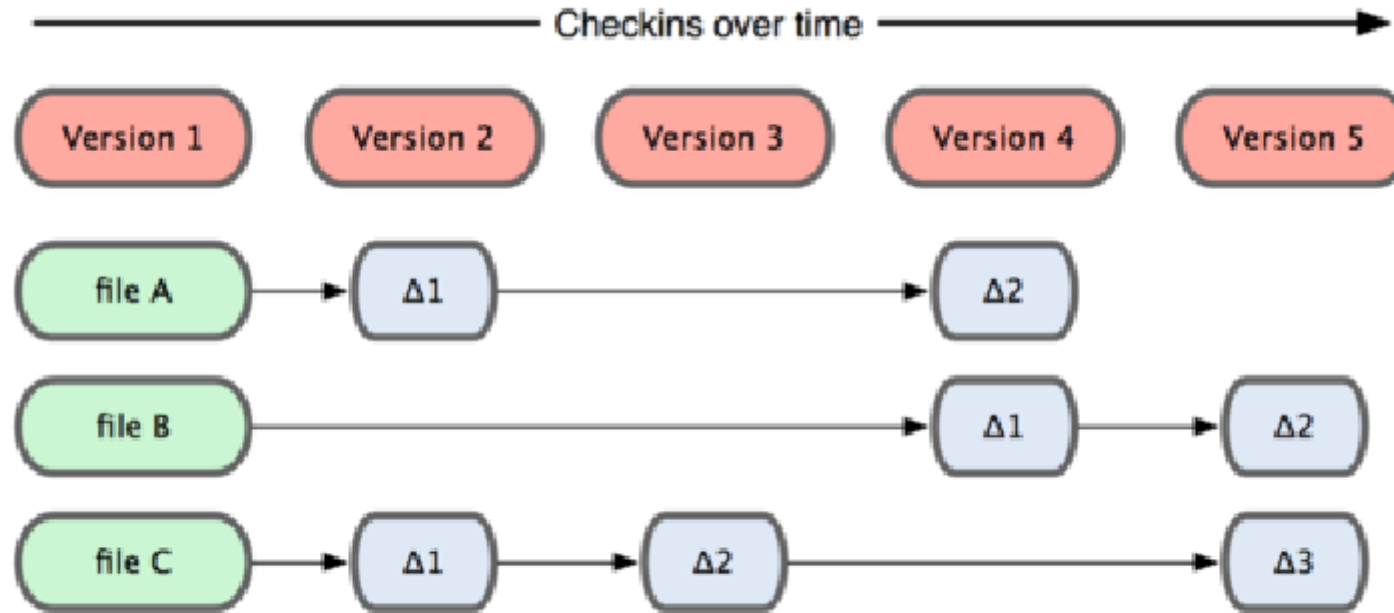 Checkins over time
Version 1 Version 2 Version 3 Version 4 Version 5
file A Δ1 Δ2
file B Δ1 Δ2
file C Δ1 Δ2 Δ3